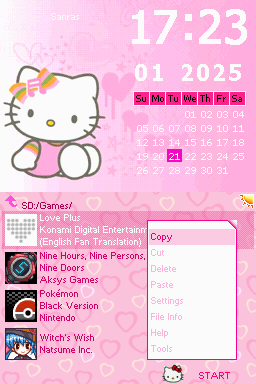 Sanras
17:23
01 2025
Su Mo Tu We Th Fr Sa
01 02 03 04
05 06 07 08 09 10 11
12 13 14 15 16 17 18
19 20 21 22 23 24 25
26 27 28 29 30 31
SD:/Games/
Love Plus
Konami Digital Entertainm
(English Fan Translation)
Nine Hours, Nine Persons,
Nine Doors
Aksys Games
Pokémon
Black Version
Nintendo
Witch's Wish
Natsume Inc.
Copy
Cut
Delete
Paste
Settings
File Info
Help
Tools
START